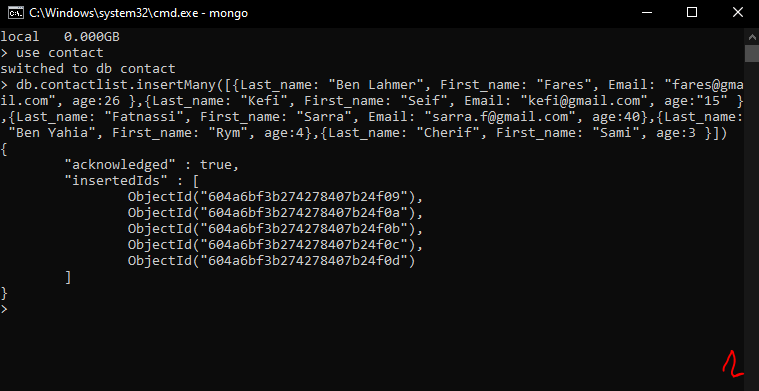 C:\Windows\system32\cmd.exe - mongo
local   0.000GB
> use contact
switched to db contact
> db.contactlist.insertMany([{Last_name: "Ben Lahmer", First_name: "Fares", Email: "fares@gma
il.com", age:26 },{Last_name: "Kefi", First_name: "Seif", Email: "kefi@gmail.com", age:"15" }
,{Last_name: "Fatnassi", First_name: "Sarra", Email: "sarra.f@gmail.com", age:40},{Last_name:
 "Ben Yahia", First_name: "Rym", age:4},{Last_name: "Cherif", First_name: "Sami", age:3 }])
{
        "acknowledged" : true,
        "insertedIds" : [
                ObjectId("604a6bf3b274278407b24f09"),
                ObjectId("604a6bf3b274278407b24f0a"),
                ObjectId("604a6bf3b274278407b24f0b"),
                ObjectId("604a6bf3b274278407b24f0c"),
                ObjectId("604a6bf3b274278407b24f0d")
        ]
}
>